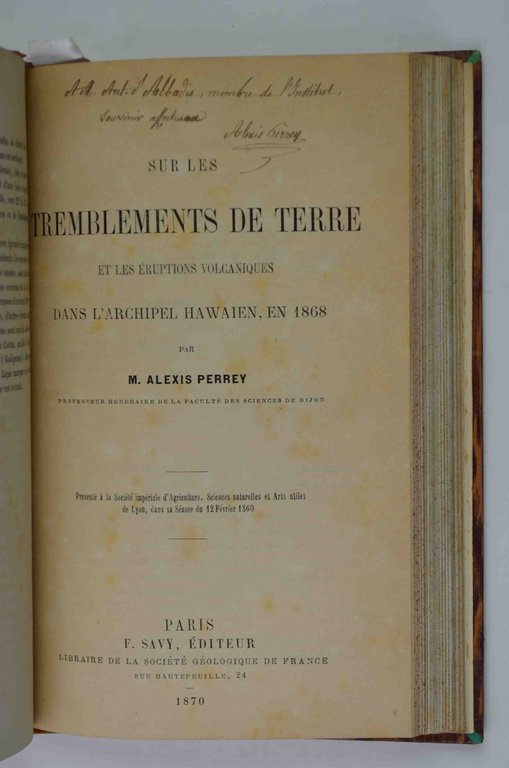 A M. Ant. d'Abbadie, membre de l'Institut,
souvenir affectueux
Alexis Perrey
SUR LES
TREMBLEMENTS DE TERRE
ET LES ÉRUPTIONS VOLCANIQUES
DANS L'ARCHIPEL HAWAIEN, EN 1868
PAR
M. ALEXIS PERREY
PROFESSEUR HONORAIRE DE LA FACULTÉ DES SCIENCES DE DIJON
Présenté à la Société impériale d'Agriculture, Sciences naturelles et Arts utiles
de Lyon, dans sa Séance du 12 Février 1860
PARIS
F. SAVY, ÉDITEUR
LIBRAIRE DE LA SOCIÉTÉ GÉOLOGIQUE DE FRANCE
RUE HAUTEFEUILLE, 24
1870